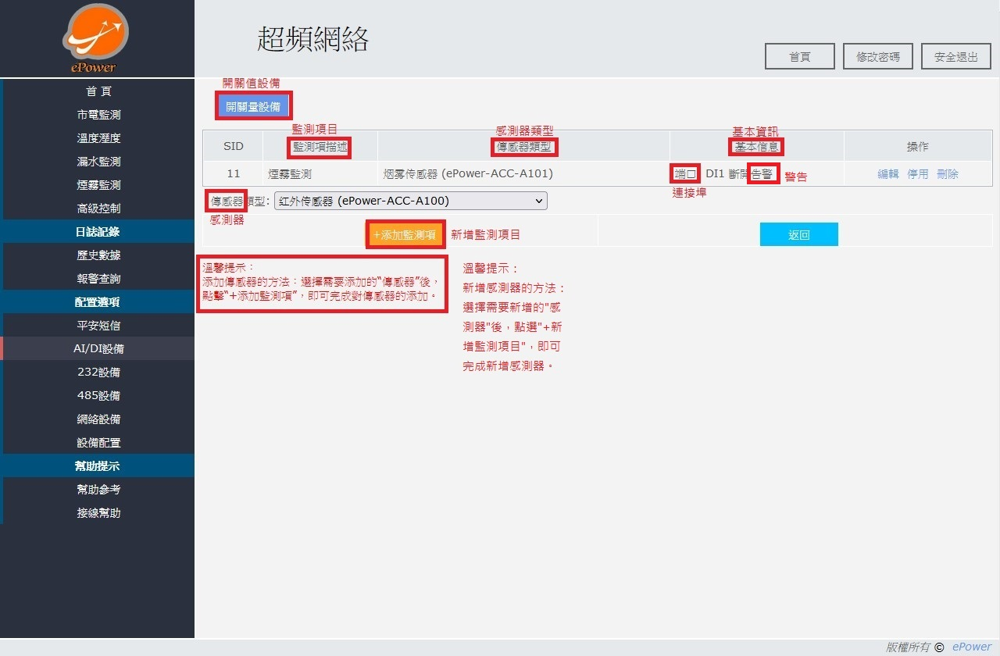 ePower
超頻網絡
首頁
修改密碼
安全退出
首 頁
市電監測
溫度溼度
漏水監測
煙霧監測
高級控制
日誌記錄
歷史數據
報警查詢
配置選項
平安短信
AI/DI設備
232設備
485設備
網絡設備
設備配置
幫助提示
幫助參考
接線幫助
開關值設備
開關量設備
監測項目
感測器類型
基本資訊
SID
監測項描述
傳感器類型
基本信息
操作
11
煙霧監測
烟雾传感器 (ePower-ACC-A101)
端口 DI1 斷開告警
警告
編輯 停用 刪除
連接埠
傳感器類型:
红外传感器 (ePower-ACC-A100)
感測器
+添加監測項
新增監測項目
返回
溫馨提示：
添加傳感器的方法：選擇需要添加的“傳感器”後，
點擊“+添加監測項”，即可完成對傳感器的添加。
溫馨提示：
新增感測器的方法：
選擇需要新增的"感
測器"後，點選"+新
增監測項目"，即可
完成新增感測器。
版權所有 © ePower